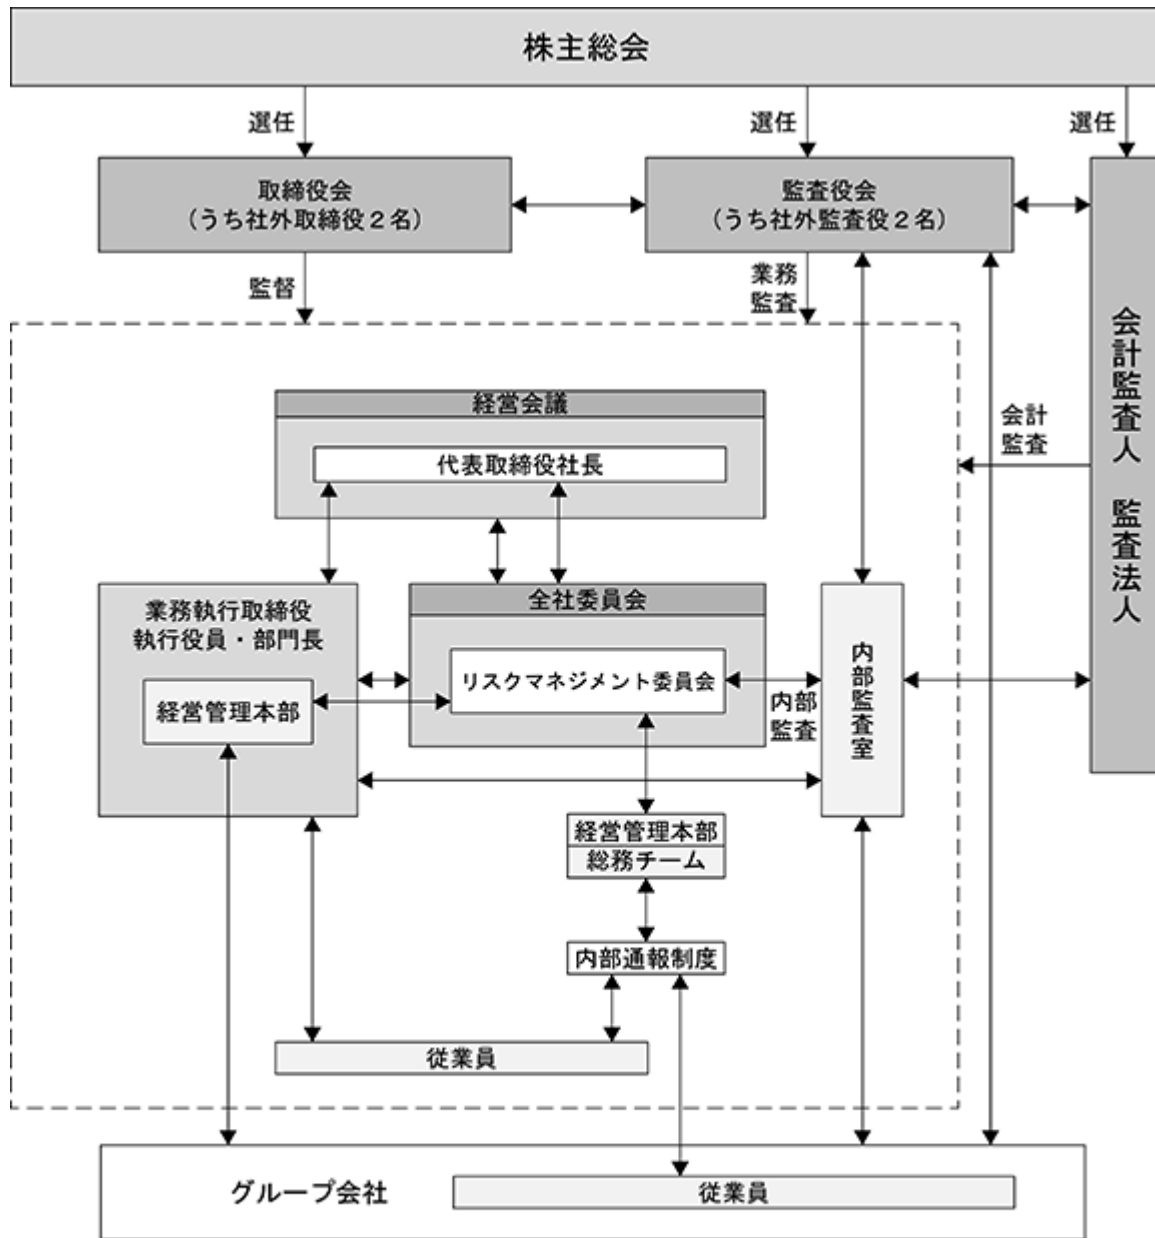 株主総会
選任
選任
選任
取締役会
（うち社外取締役２名）
監査役会
（うち社外監査役２名）
監督
業務
監査
会計監査人　監査法人
経営会議
代表取締役社長
会計
監査
業務執行取締役
執行役員・部門長
経営管理本部
全社委員会
リスクマネジメント委員会
内部
監査
内部監査室
経営管理本部
総務チーム
内部通報制度
従業員
グループ会社
従業員